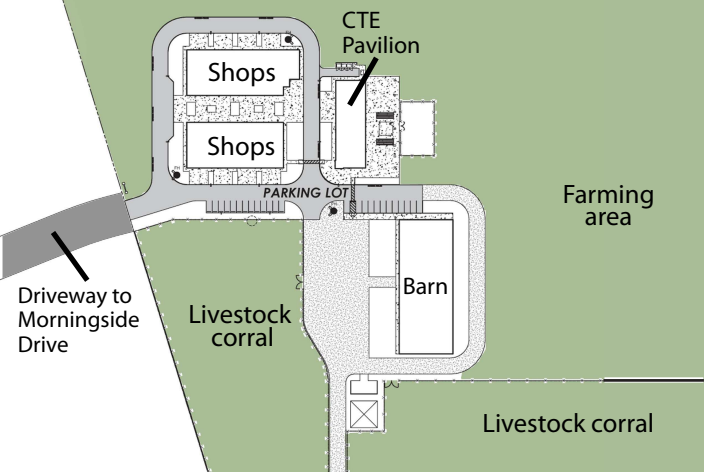 CTE
Pavilion
Shops
Shops
PARKING LOT
Farming
area
Driveway to
Morningside
Drive
Livestock
corral
Barn
Livestock corral